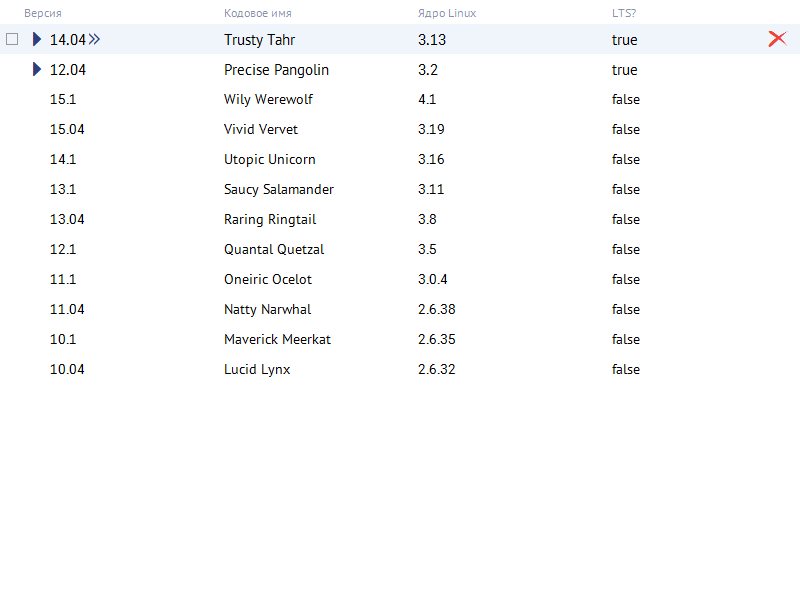 Версия Кодовое имя Ядро Linux LTS?
14.04 Trusty Tahr 3.13 true
12.04 Precise Pangolin 3.2 true
15.1 Wily Werewolf 4.1 false
15.04 Vivid Vervet 3.19 false
14.1 Utopic Unicorn 3.16 false
13.1 Saucy Salamander 3.11 false
13.04 Raring Ringtail 3.8 false
12.1 Quantal Quetzal 3.5 false
11.1 Oneiric Ocelot 3.0.4 false
11.04 Natty Narwhal 2.6.38 false
10.1 Maverick Meerkat 2.6.35 false
10.04 Lucid Lynx 2.6.32 false